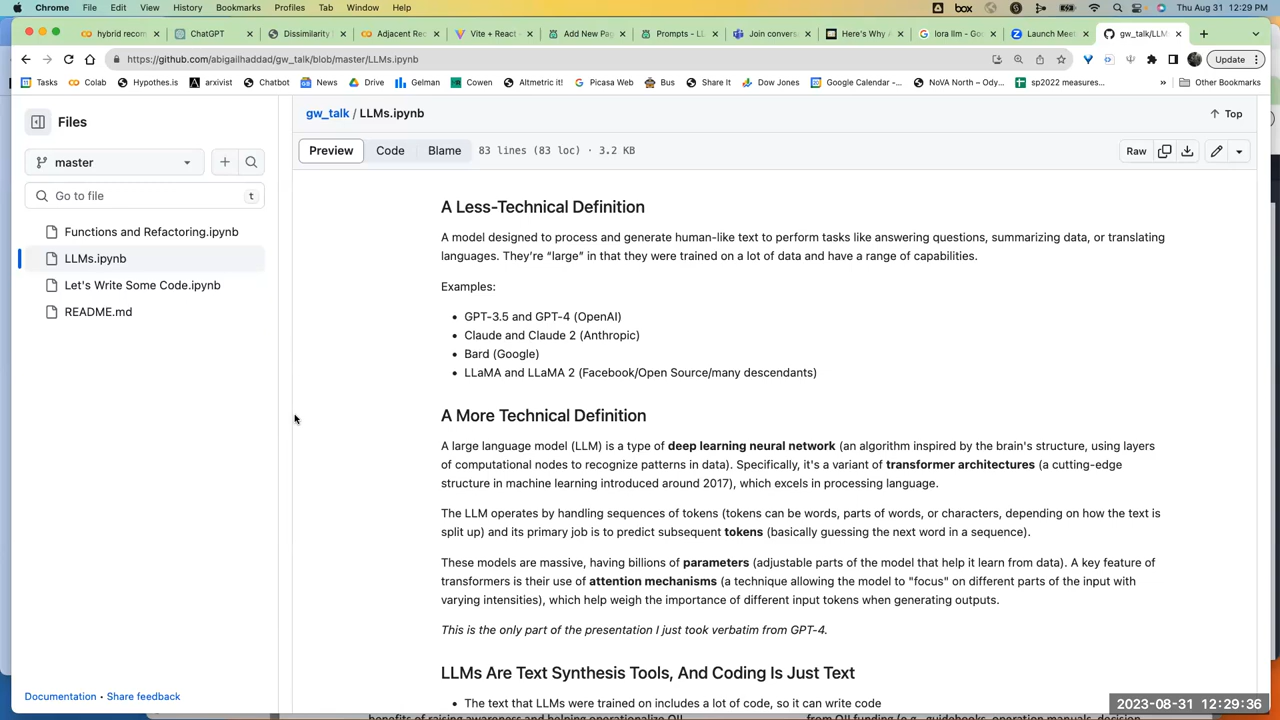 Chrome File Edit View History Bookmarks Profiles Tab Window Help box Thu Aug 31 12:29 PM
hybrid recom ChatGPT Dissimilarity Adjacent Rec Vite + React - Add New Pag Prompts - LL Join convers Here's Why A lora llm - Go Launch Meet gw_talk/LLM
https://github.com/abigailhaddad/gw_talk/blob/master/LLMs.ipynb Update
Tasks Colab Hypothes.is arxivist Chatbot News Drive Gelman Cowen Altmetric it! Picasa Web Bus Share It Dow Jones Google Calendar -... NoVA North – Ody... sp2022 measures... » Other Bookmarks
Files
master
Go to file t
Functions and Refactoring.ipynb
LLMs.ipynb
Let's Write Some Code.ipynb
README.md
Documentation • Share feedback
gw_talk / LLMs.ipynb Top
Preview Code Blame 83 lines (83 loc) · 3.2 KB Raw
A Less-Technical Definition
A model designed to process and generate human-like text to perform tasks like answering questions, summarizing data, or translating
languages. They're “large” in that they were trained on a lot of data and have a range of capabilities.
Examples:
• GPT-3.5 and GPT-4 (OpenAI)
• Claude and Claude 2 (Anthropic)
• Bard (Google)
• LLaMA and LLaMA 2 (Facebook/Open Source/many descendants)
A More Technical Definition
A large language model (LLM) is a type of deep learning neural network (an algorithm inspired by the brain's structure, using layers
of computational nodes to recognize patterns in data). Specifically, it's a variant of transformer architectures (a cutting-edge
structure in machine learning introduced around 2017), which excels in processing language.
The LLM operates by handling sequences of tokens (tokens can be words, parts of words, or characters, depending on how the text is
split up) and its primary job is to predict subsequent tokens (basically guessing the next word in a sequence).
These models are massive, having billions of parameters (adjustable parts of the model that help it learn from data). A key feature of
transformers is their use of attention mechanisms (a technique allowing the model to "focus" on different parts of the input with
varying intensities), which help weigh the importance of different input tokens when generating outputs.
This is the only part of the presentation I just took verbatim from GPT-4.
LLMs Are Text Synthesis Tools, And Coding Is Just Text
• The text that LLMs were trained on includes a lot of code, so it can write code
2023-08-31 12:29:36